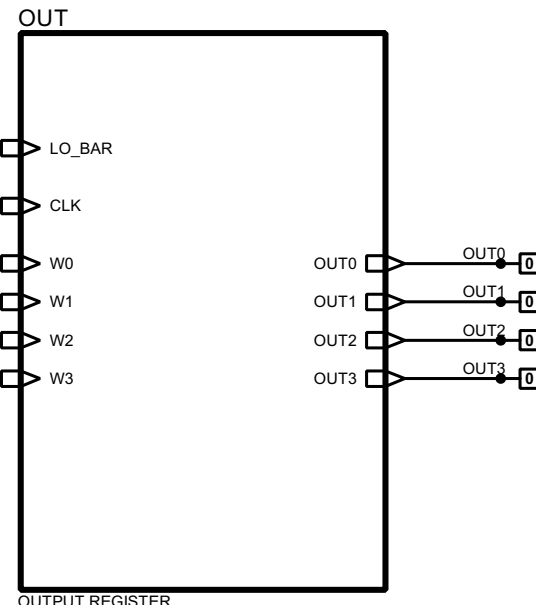 OUT
LO_BAR
CLK
W0 OUT0 OUT0 0
W1 OUT1 OUT1 0
W2 OUT2 OUT2 0
W3 OUT3 OUT3 0
OUTPUT REGISTER